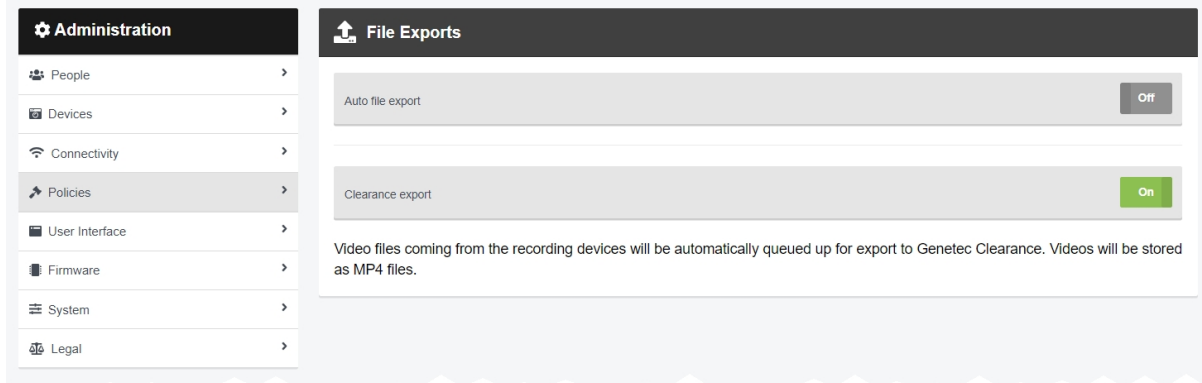 Administration
People
Devices
Connectivity
Policies
User Interface
Firmware
System
Legal
File Exports
Auto file export
Off
Clearance export
On
Video files coming from the recording devices will be automatically queued up for export to Genetec Clearance. Videos will be stored
as MP4 files.